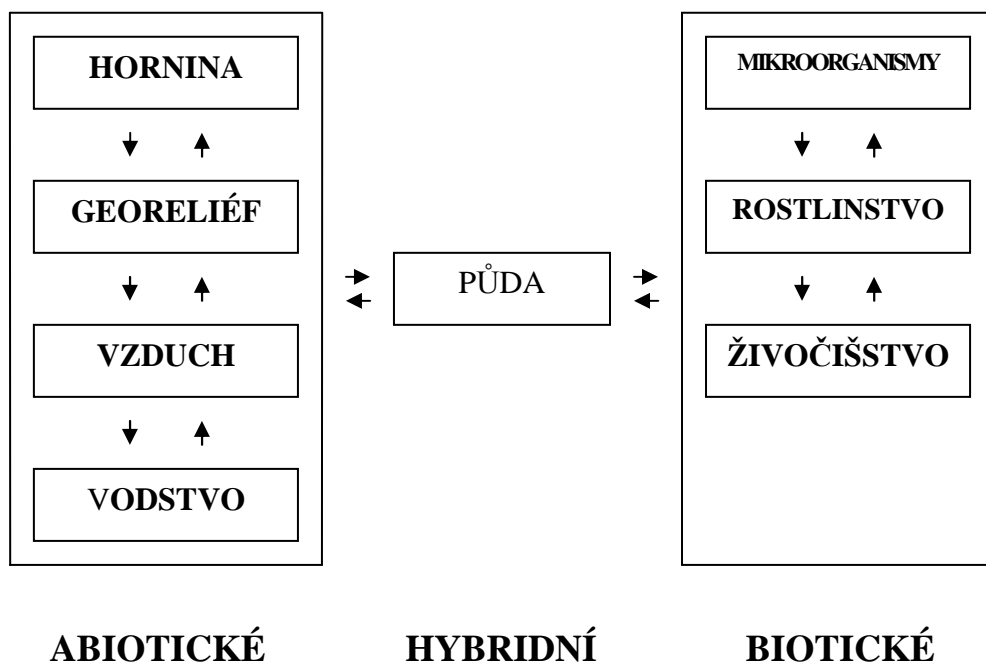 HORNINA
GEORELIÉF
VZDUCH
VODSTVO
PŮDA
MIKROORGANISMY
ROSTLINSTVO
ŽIVOČIŠSTVO
ABIOTICKÉ
HYBRIDNÍ
BIOTICKÉ